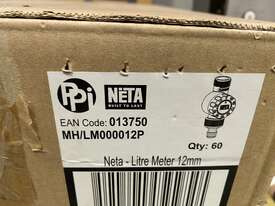 PPi
NETA
BUILT TO LAST
EAN Code: 013750
MH/LM000012P
Qty: 60
Neta - Litre Meter 12mm